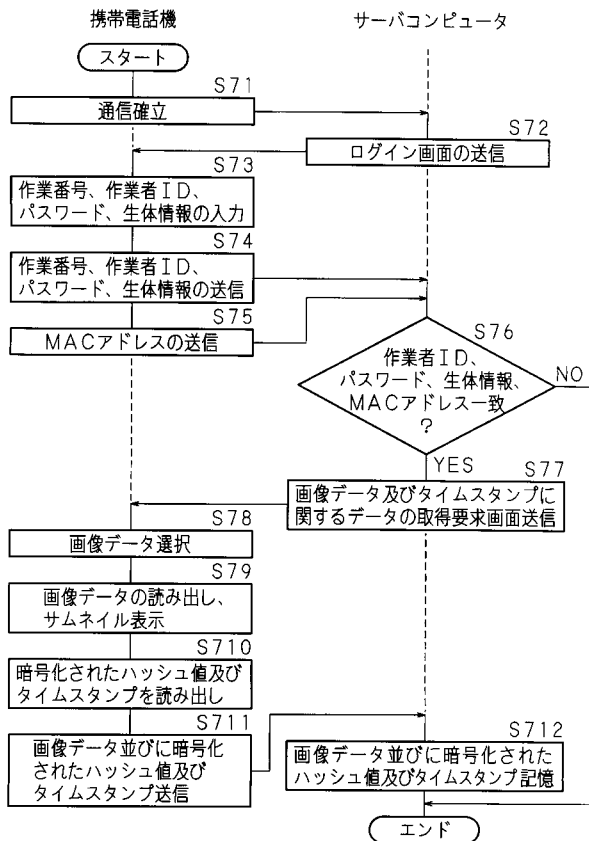 携帯電話機
サーバコンピュータ
スタート
S71
通信確立
S72
ログイン画面の送信
S73
作業番号、作業者ID、
パスワード、生体情報の入力
S74
作業番号、作業者ID、
パスワード、生体情報の送信
S75
MACアドレスの送信
S76
作業者ID、
パスワード、生体情報、
MACアドレス一致
?
NO
YES
S77
画像データ及びタイムスタンプに
関するデータの取得要求画面送信
S78
画像データ選択
S79
画像データの読み出し、
サムネイル表示
S710
暗号化されたハッシュ値及び
タイムスタンプを読み出し
S711
画像データ並びに暗号化
されたハッシュ値及び
タイムスタンプ送信
S712
画像データ並びに暗号化された
ハッシュ値及びタイムスタンプ記憶
エンド